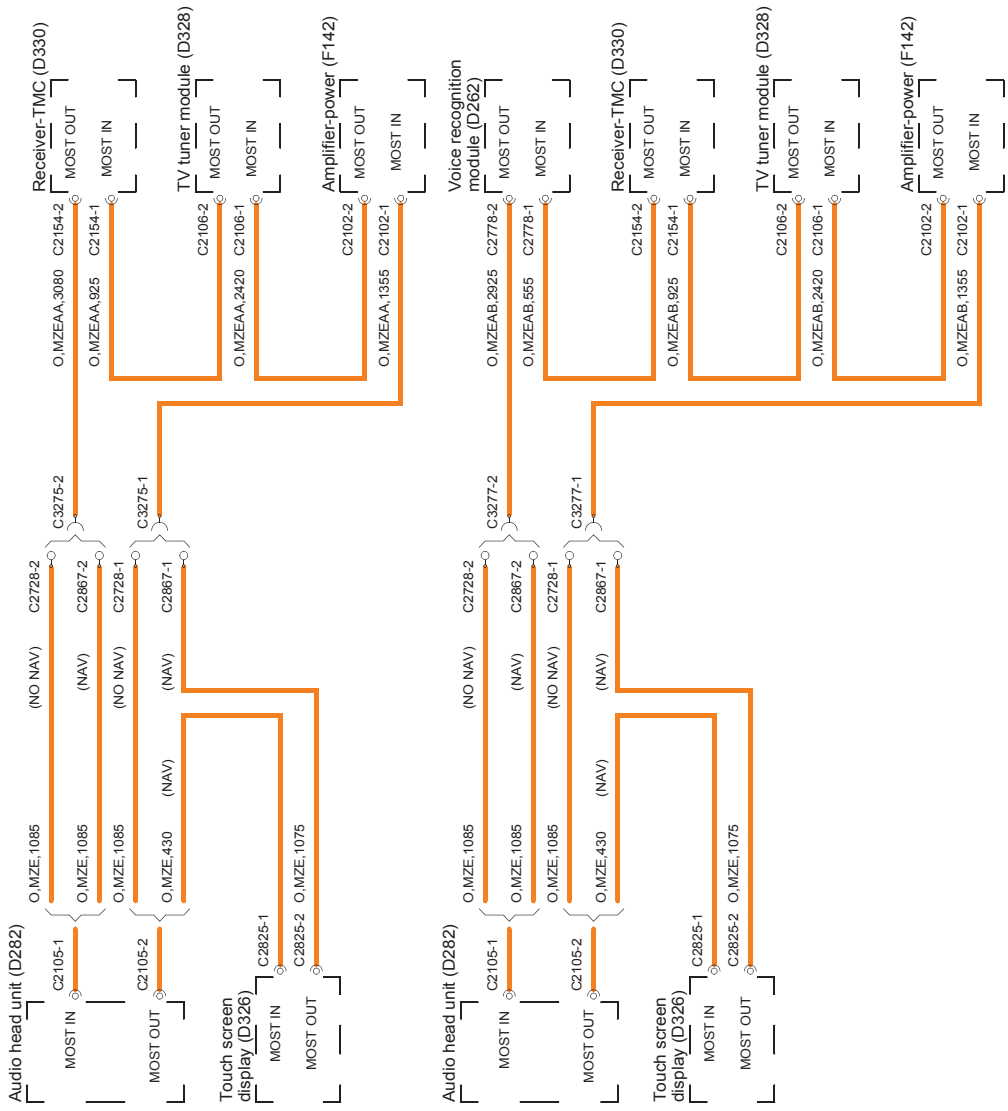 Audio head unit (D282)
MOST IN
MOST OUT
C2105-1
C2105-2
Touch screen
display (D326)
MOST IN
MOST OUT
C2825-1
C2825-2
O,MZE,1085
O,MZE,1085
O,MZE,1085
O,MZE,430
O,MZE,1075
(NO NAV)
(NAV)
(NO NAV)
(NAV)
(NAV)
C2728-2
C2867-2
C2728-1
C2867-1
C3275-2
C3275-1
O,MZEAA,3080
O,MZEAA,925
O,MZEAA,2420
O,MZEAA,1355
C2154-2
C2154-1
C2106-2
C2106-1
C2102-2
C2102-1
Receiver-TMC (D330)
MOST OUT
MOST IN
TV tuner module (D328)
MOST OUT
MOST IN
Amplifier-power (F142)
MOST OUT
MOST IN
Audio head unit (D282)
MOST IN
MOST OUT
C2105-1
C2105-2
Touch screen
display (D326)
MOST IN
MOST OUT
C2825-1
C2825-2
O,MZE,1085
O,MZE,1085
O,MZE,1085
O,MZE,430
O,MZE,1075
(NO NAV)
(NAV)
(NO NAV)
(NAV)
(NAV)
C2728-2
C2867-2
C2728-1
C2867-1
C3277-2
C3277-1
O,MZEAB,2925
O,MZEAB,555
O,MZEAB,925
O,MZEAB,2420
O,MZEAB,1355
C2778-2
C2778-1
C2154-2
C2154-1
C2106-2
C2106-1
C2102-2
C2102-1
Voice recognition
module (D262)
MOST OUT
MOST IN
Receiver-TMC (D330)
MOST OUT
MOST IN
TV tuner module (D328)
MOST OUT
MOST IN
Amplifier-power (F142)
MOST OUT
MOST IN